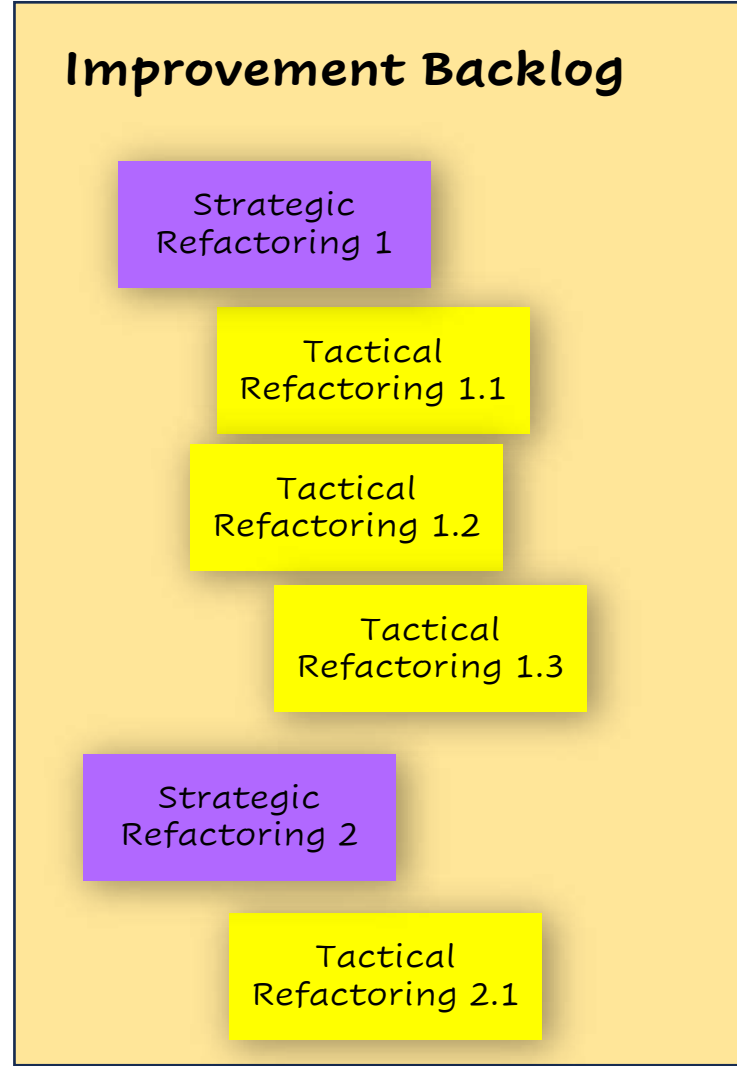 Improvement Backlog
Strategic
Refactoring 1
Tactical
Refactoring 1.1
Tactical
Refactoring 1.2
Tactical
Refactoring 1.3
Strategic
Refactoring 2
Tactical
Refactoring 2.1